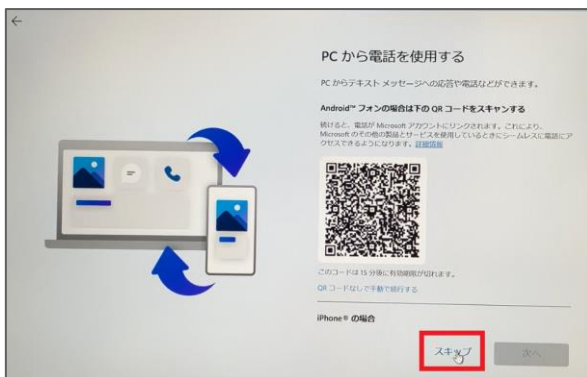 PC から電話を使用する
PC からテキスト メッセージへの応答や電話などができます。
Android™ フォンの場合は下の QR コードをスキャンする
続けると、電話が Microsoft アカウントにリンクされます。これにより、
Microsoft のその他の製品とサービスを使用しているときにシームレスに電話にア
クセスできるようになります。詳細情報
このコードは 15 分後に有効期限が切れます。
QR コードなしで手動で続行する
iPhone® の場合
スキップ
次へ